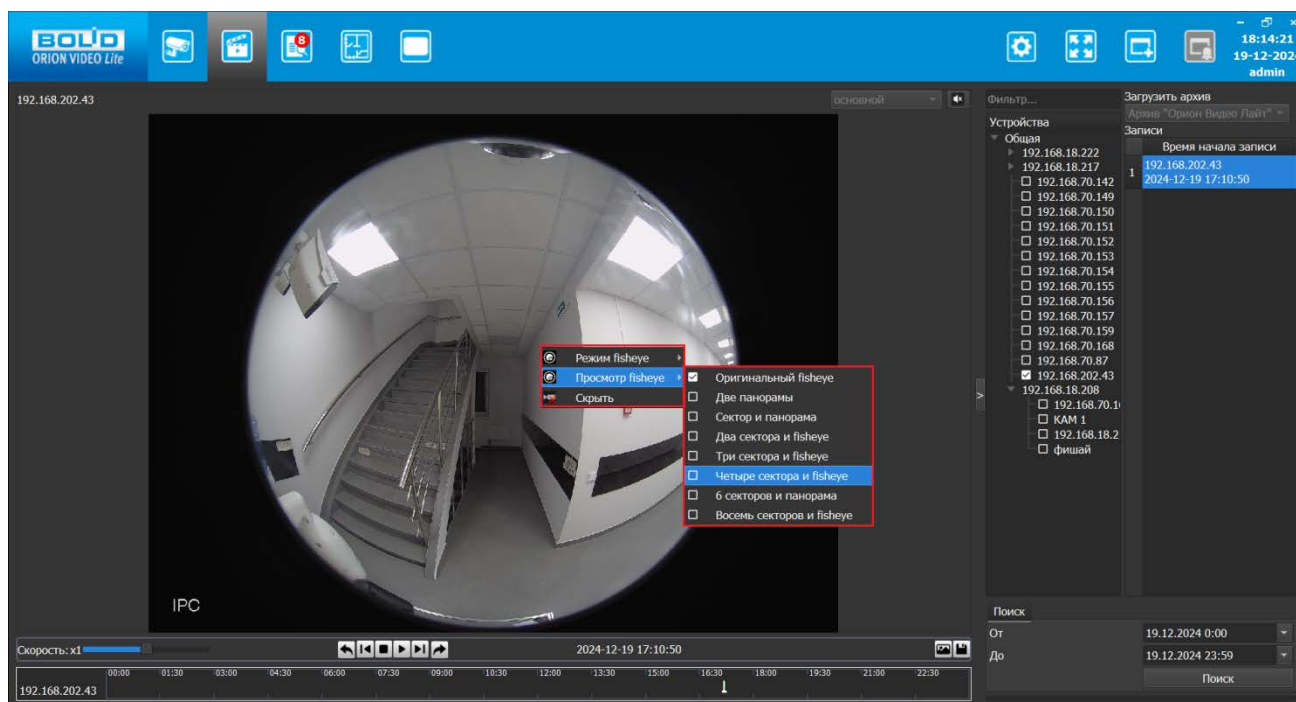 BOLID
ORION VIDEO Lite
8
18:14:21
19-12-202
admin
192.168.202.43
основной
IPC
Режим fisheye
Просмотр fisheye
Скрыть
Оригинальный fisheye
Две панорамы
Сектор и панорама
Два сектора и fisheye
Три сектора и fisheye
Четыре сектора и fisheye
6 секторов и панорама
Восемь секторов и fisheye
Фильтр...
Устройства
Общая
192.168.18.222
192.168.18.217
192.168.70.142
192.168.70.149
192.168.70.150
192.168.70.151
192.168.70.152
192.168.70.153
192.168.70.154
192.168.70.155
192.168.70.156
192.168.70.157
192.168.70.159
192.168.70.168
192.168.70.87
192.168.202.43
192.168.18.208
192.168.70.1
КАМ 1
192.168.18.2
фишай
Загрузить архив
Архив "Орион Видео Лайт"
Записи
Время начала записи
1 192.168.202.43
2024-12-19 17:10:50
Поиск
От 19.12.2024 0:00
До 19.12.2024 23:59
Поиск
Скорость: x1
2024-12-19 17:10:50
00:00 01:30 03:00 04:30 06:00 07:30 09:00 10:30 12:00 13:30 15:00 16:30 18:00 19:30 21:00 22:30
192.168.202.43